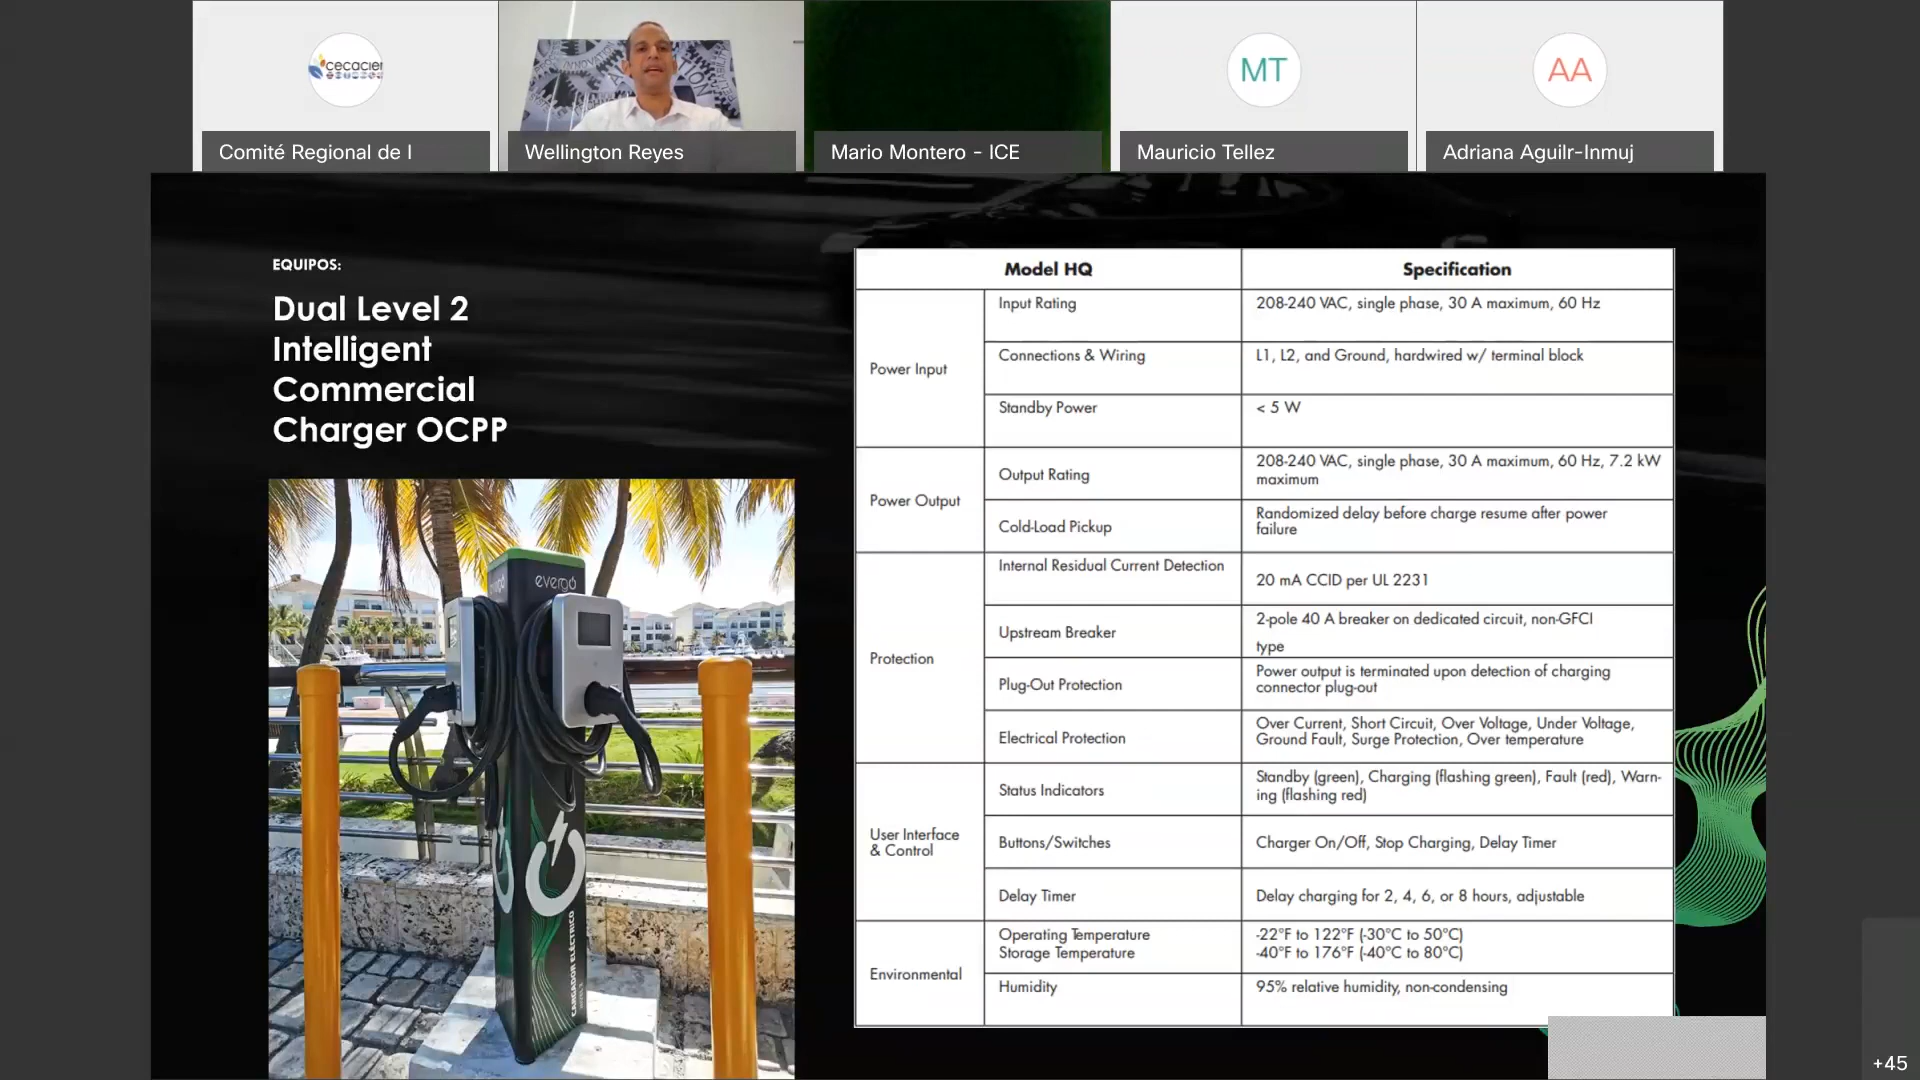 cecacier
INNOVATION
Comité Regional de I
Wellington Reyes
Mario Montero - ICE
MT
Mauricio Tellez
AA
Adriana Aguilr-Inmuj
EQUIPOS:
Dual Level 2
Intelligent
Commercial
Charger OCPP
evergo
CARGADOR ELÉCTRICO
Model HQ
Specification
Power Input
Input Rating
208-240 VAC, single phase, 30 A maximum, 60 Hz
Connections & Wiring
L1, L2, and Ground, hardwired w/ terminal block
Standby Power
< 5 W
Power Output
Output Rating
208-240 VAC, single phase, 30 A maximum, 60 Hz, 7.2 kW
maximum
Cold-Load Pickup
Randomized delay before charge resume after power
failure
Protection
Internal Residual Current Detection
20 mA CCID per UL 2231
Upstream Breaker
2-pole 40 A breaker on dedicated circuit, non-GFCI
type
Plug-Out Protection
Power output is terminated upon detection of charging
connector plug-out
Electrical Protection
Over Current, Short Circuit, Over Voltage, Under Voltage,
Ground Fault, Surge Protection, Over temperature
User Interface
& Control
Status Indicators
Standby (green), Charging (flashing green), Fault (red), Warn-
ing (flashing red)
Buttons/Switches
Charger On/Off, Stop Charging, Delay Timer
Delay Timer
Delay charging for 2, 4, 6, or 8 hours, adjustable
Environmental
Operating Temperature
Storage Temperature
-22°F to 122°F (-30°C to 50°C)
-40°F to 176°F (-40°C to 80°C)
Humidity
95% relative humidity, non-condensing
+45